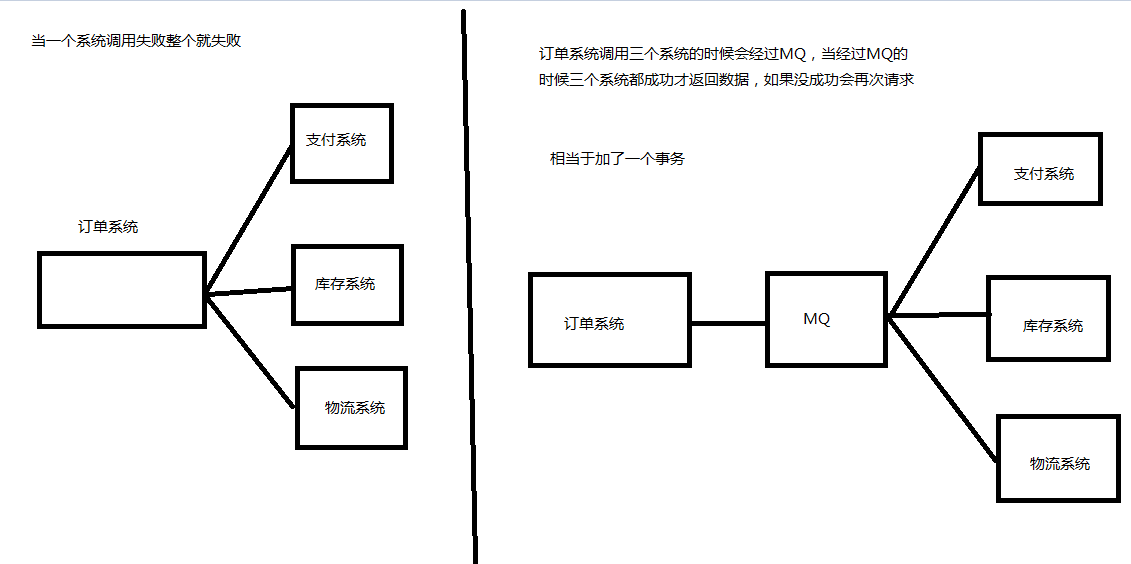 当一个系统调用失败整个就失败
支付系统
订单系统
库存系统
物流系统
订单系统调用三个系统的时候会经过MQ，当经过MQ的
时候三个系统都成功才返回数据，如果没成功会再次请求
相当于加了一个事务
支付系统
订单系统
MQ
库存系统
物流系统